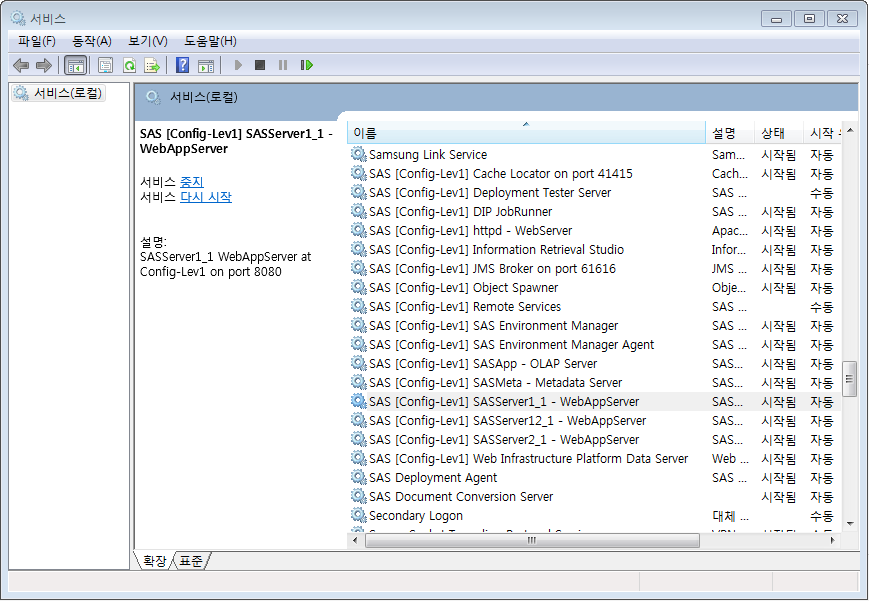 서비스
파일(F) 동작(A) 보기(V) 도움말(H)
서비스(로컬)
서비스(로컬)
SAS [Config-Lev1] SASServer1_1 -
WebAppServer
서비스 중지
서비스 다시 시작
설명:
SASServer1_1 WebAppServer at
Config-Lev1 on port 8080
이름 설명 상태 시작
Samsung Link Service Sam... 시작됨 자동
SAS [Config-Lev1] Cache Locator on port 41415 Cach... 시작됨 자동
SAS [Config-Lev1] Deployment Tester Server SAS ... 수동
SAS [Config-Lev1] DIP JobRunner SAS ... 시작됨 자동
SAS [Config-Lev1] httpd - WebServer Apac... 시작됨 자동
SAS [Config-Lev1] Information Retrieval Studio Infor... 시작됨 자동
SAS [Config-Lev1] JMS Broker on port 61616 JMS ... 시작됨 자동
SAS [Config-Lev1] Object Spawner Obje... 시작됨 자동
SAS [Config-Lev1] Remote Services SAS ... 수동
SAS [Config-Lev1] SAS Environment Manager SAS ... 시작됨 자동
SAS [Config-Lev1] SAS Environment Manager Agent SAS ... 시작됨 자동
SAS [Config-Lev1] SASApp - OLAP Server SAS... 시작됨 자동
SAS [Config-Lev1] SASMeta - Metadata Server SAS... 시작됨 자동
SAS [Config-Lev1] SASServer1_1 - WebAppServer SAS... 시작됨 자동
SAS [Config-Lev1] SASServer12_1 - WebAppServer SAS... 시작됨 자동
SAS [Config-Lev1] SASServer2_1 - WebAppServer SAS... 시작됨 자동
SAS [Config-Lev1] Web Infrastructure Platform Data Server Web ... 시작됨 자동
SAS Deployment Agent SAS ... 시작됨 자동
SAS Document Conversion Server 시작됨 자동
Secondary Logon 대체 ... 수동
확장 표준